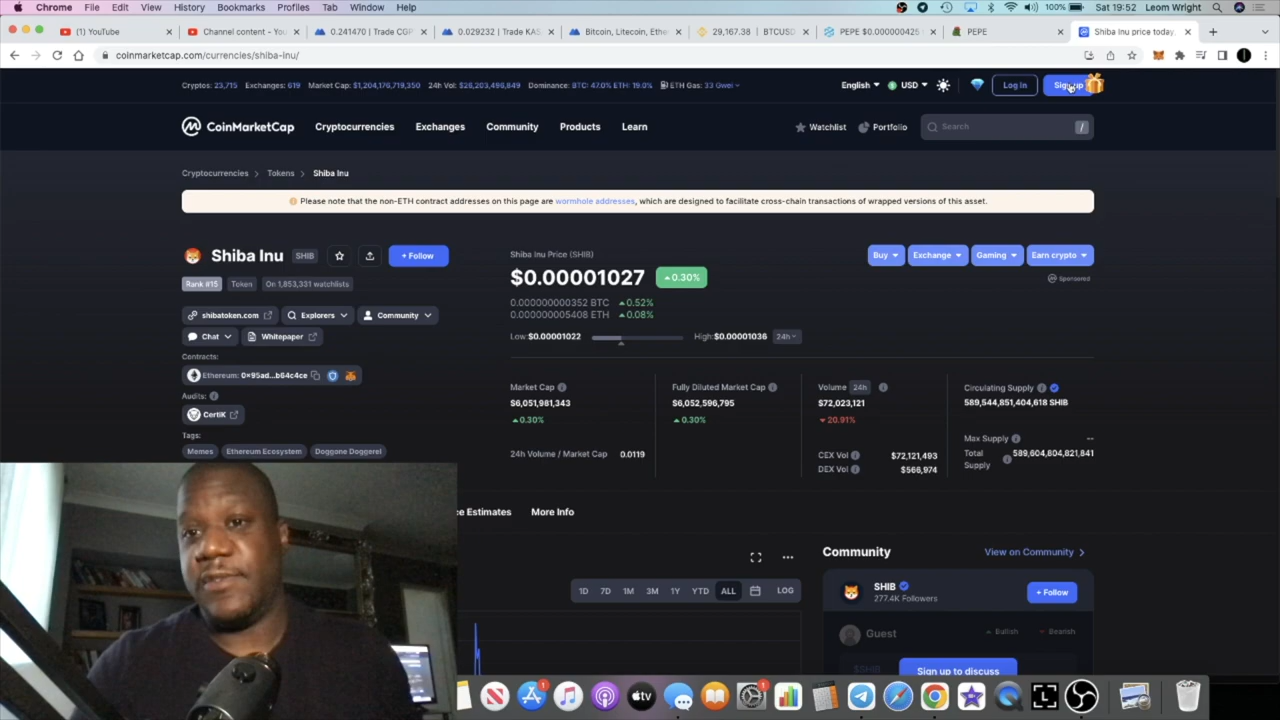 Chrome File Edit View History Bookmarks Profiles Tab Window Help 100% Sat 19:52 Leom Wright
(1) YouTube
Channel content - Yo
0.241470 | Trade CGP
0.029232 | Trade KAS
Bitcoin, Litecoin, Ether
29,167.38 | BTCUSD
PEPE $0.000000425
PEPE
Shiba Inu price today,
coinmarketcap.com/currencies/shiba-inu/
Cryptos: 23,715 Exchanges: 619 Market Cap: $1,204,176,719,350 24h Vol: $26,203,496,849 Dominance: BTC: 47.0% ETH: 19.0% ETH Gas: 33 Gwei
English USD Log In Sign up
CoinMarketCap Cryptocurrencies Exchanges Community Products Learn Watchlist Portfolio Search /
Cryptocurrencies > Tokens > Shiba Inu
Please note that the non-ETH contract addresses on this page are wormhole addresses, which are designed to facilitate cross-chain transactions of wrapped versions of this asset.
Shiba Inu SHIB + Follow
Rank #15 Token On 1,853,331 watchlists
shibatoken.com Explorers Community
Chat Whitepaper
Contracts:
Ethereum: 0x95ad...b64c4ce
Audits:
CertiK
Tags:
Memes Ethereum Ecosystem Doggone Doggerel
Shiba Inu Price (SHIB)
$0.00001027 0.30%
0.000000000352 BTC 0.52%
0.000000005408 ETH 0.08%
Low: $0.00001022 High: $0.00001036 24h
Buy Exchange Gaming Earn crypto
Sponsored
Market Cap
$6,051,981,343
0.30%
24h Volume / Market Cap 0.0119
Fully Diluted Market Cap
$6,052,596,795
0.30%
Volume 24h
$72,023,121
20.91%
CEX Vol $72,121,493
DEX Vol $566,974
Circulating Supply
589,544,851,404,618 SHIB
Max Supply --
Total Supply 589,604,804,821,841
ce Estimates More Info
1D 7D 1M 3M 1Y YTD ALL LOG
Community View on Community >
SHIB + Follow
277.4K Followers
Guest Bullish Bearish
$SHIB
Sign up to discuss